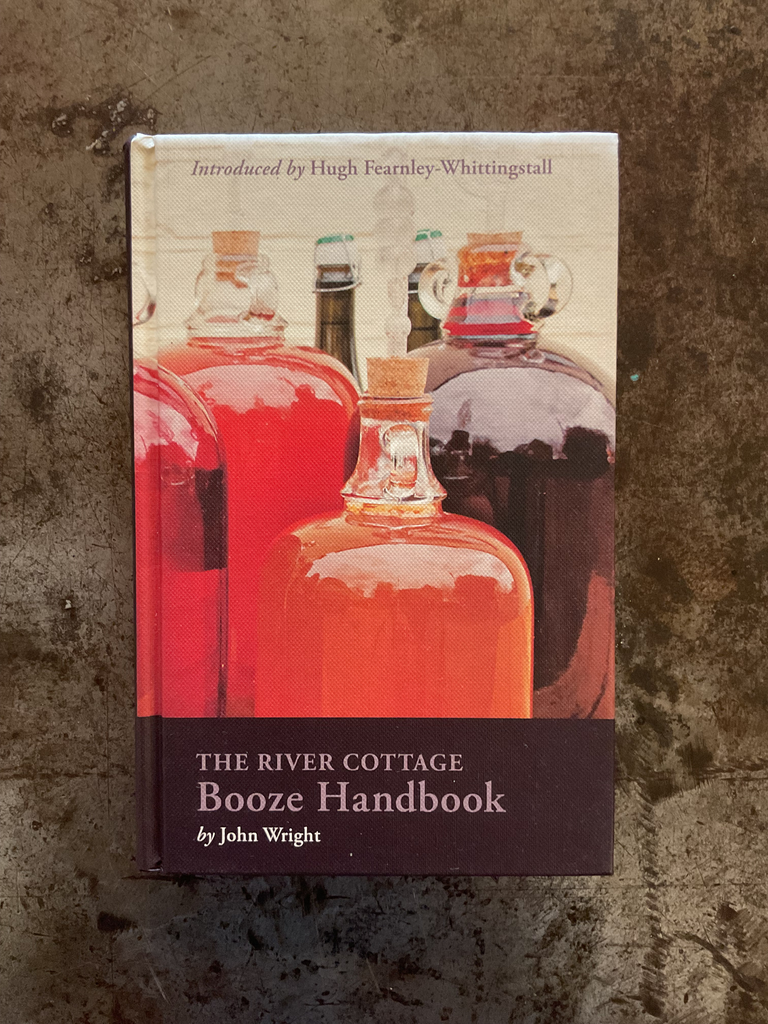 Introduced by Hugh Fearnley-Whittingstall
THE RIVER COTTAGE
Booze Handbook
by John Wright